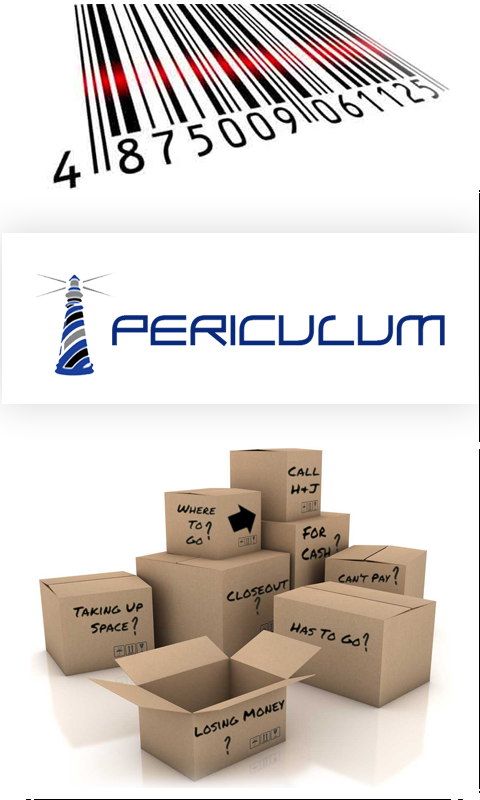 4 875009 061125
PERICULUM
CALL
H+J
WHERE
TO
GO?
FOR
CASH?
CAN'T PAY?
CLOSEOUT
?
TAKING UP
SPACE?
HAS TO GO?
LOSING MONEY
?